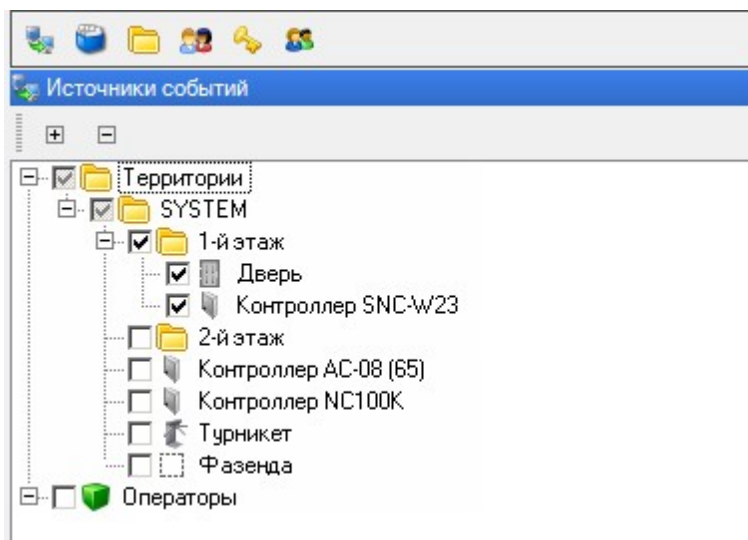 Источники событий
Территории
SYSTEM
1-й этаж
Дверь
Контроллер SNC-W23
2-й этаж
Контроллер AC-08 (65)
Контроллер NC100K
Турникет
Фазенда
Операторы